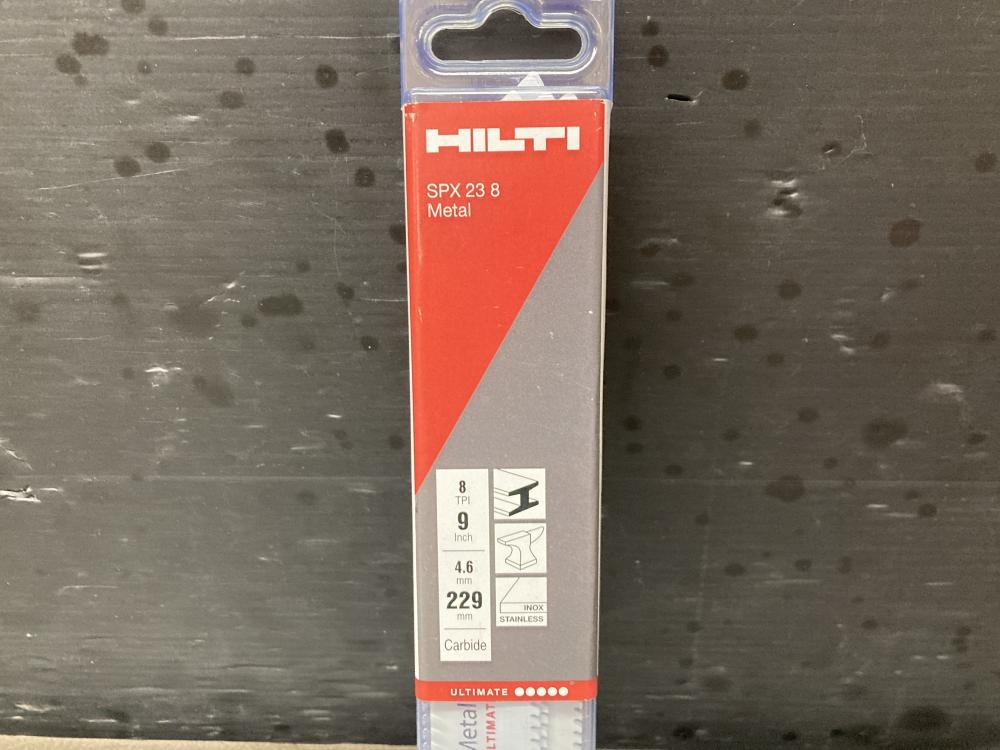 HILTI
SPX 23 8
Metal
8
TPI
9
Inch
4.6
mm
229
mm
Carbide
INOX
STAINLESS
ULTIMATE
Metal